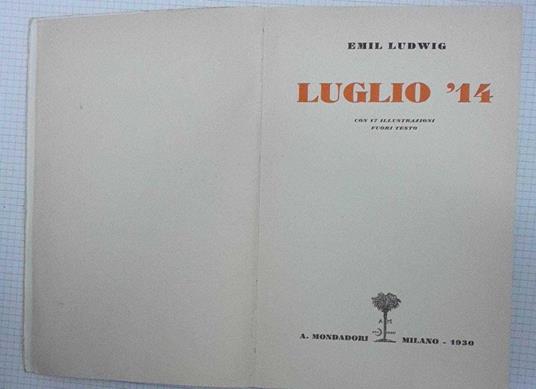 EMIL LUDWIG
LUGLIO '14
CON 17 ILLUSTRAZIONI
FUORI TESTO
A. MONDADORI MILANO - 1930